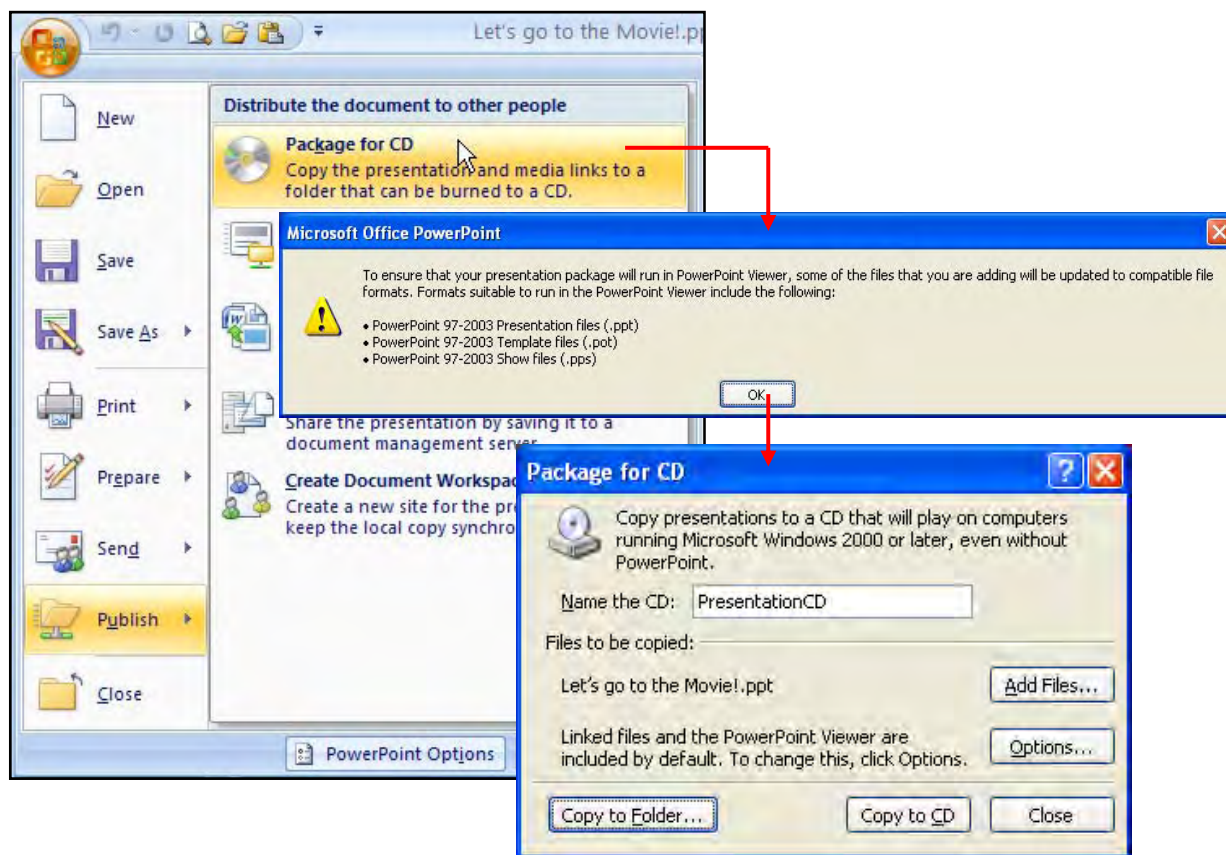 Let's go to the Movie!.pp
New
Open
Save
Save As
Print
Prepare
Send
Publish
Close
Distribute the document to other people
Package for CD
Copy the presentation and media links to a
folder that can be burned to a CD.
Share the presentation by saving it to a
document management server.
Create Document Workspac
Create a new site for the pr
keep the local copy synchro
PowerPoint Options
Microsoft Office PowerPoint
To ensure that your presentation package will run in PowerPoint Viewer, some of the files that you are adding will be updated to compatible file
formats. Formats suitable to run in the PowerPoint Viewer include the following:
• PowerPoint 97-2003 Presentation files (.ppt)
• PowerPoint 97-2003 Template files (.pot)
• PowerPoint 97-2003 Show files (.pps)
OK
Package for CD
Copy presentations to a CD that will play on computers
running Microsoft Windows 2000 or later, even without
PowerPoint.
Name the CD: PresentationCD
Files to be copied:
Let's go to the Movie!.ppt
Add Files...
Linked files and the PowerPoint Viewer are
included by default. To change this, click Options.
Options...
Copy to Folder...
Copy to CD
Close